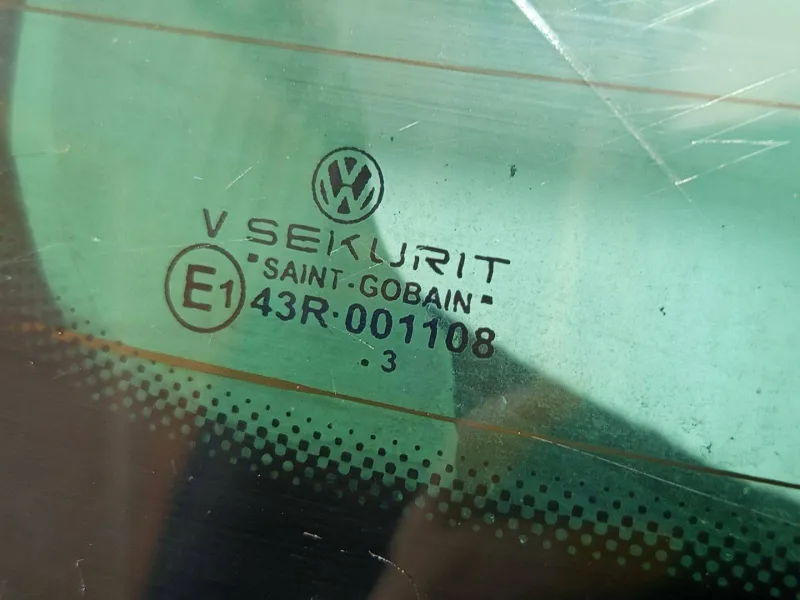 VW
V SEKURIT
"SAINT-GOBAIN"
E1 43R·001108
.3